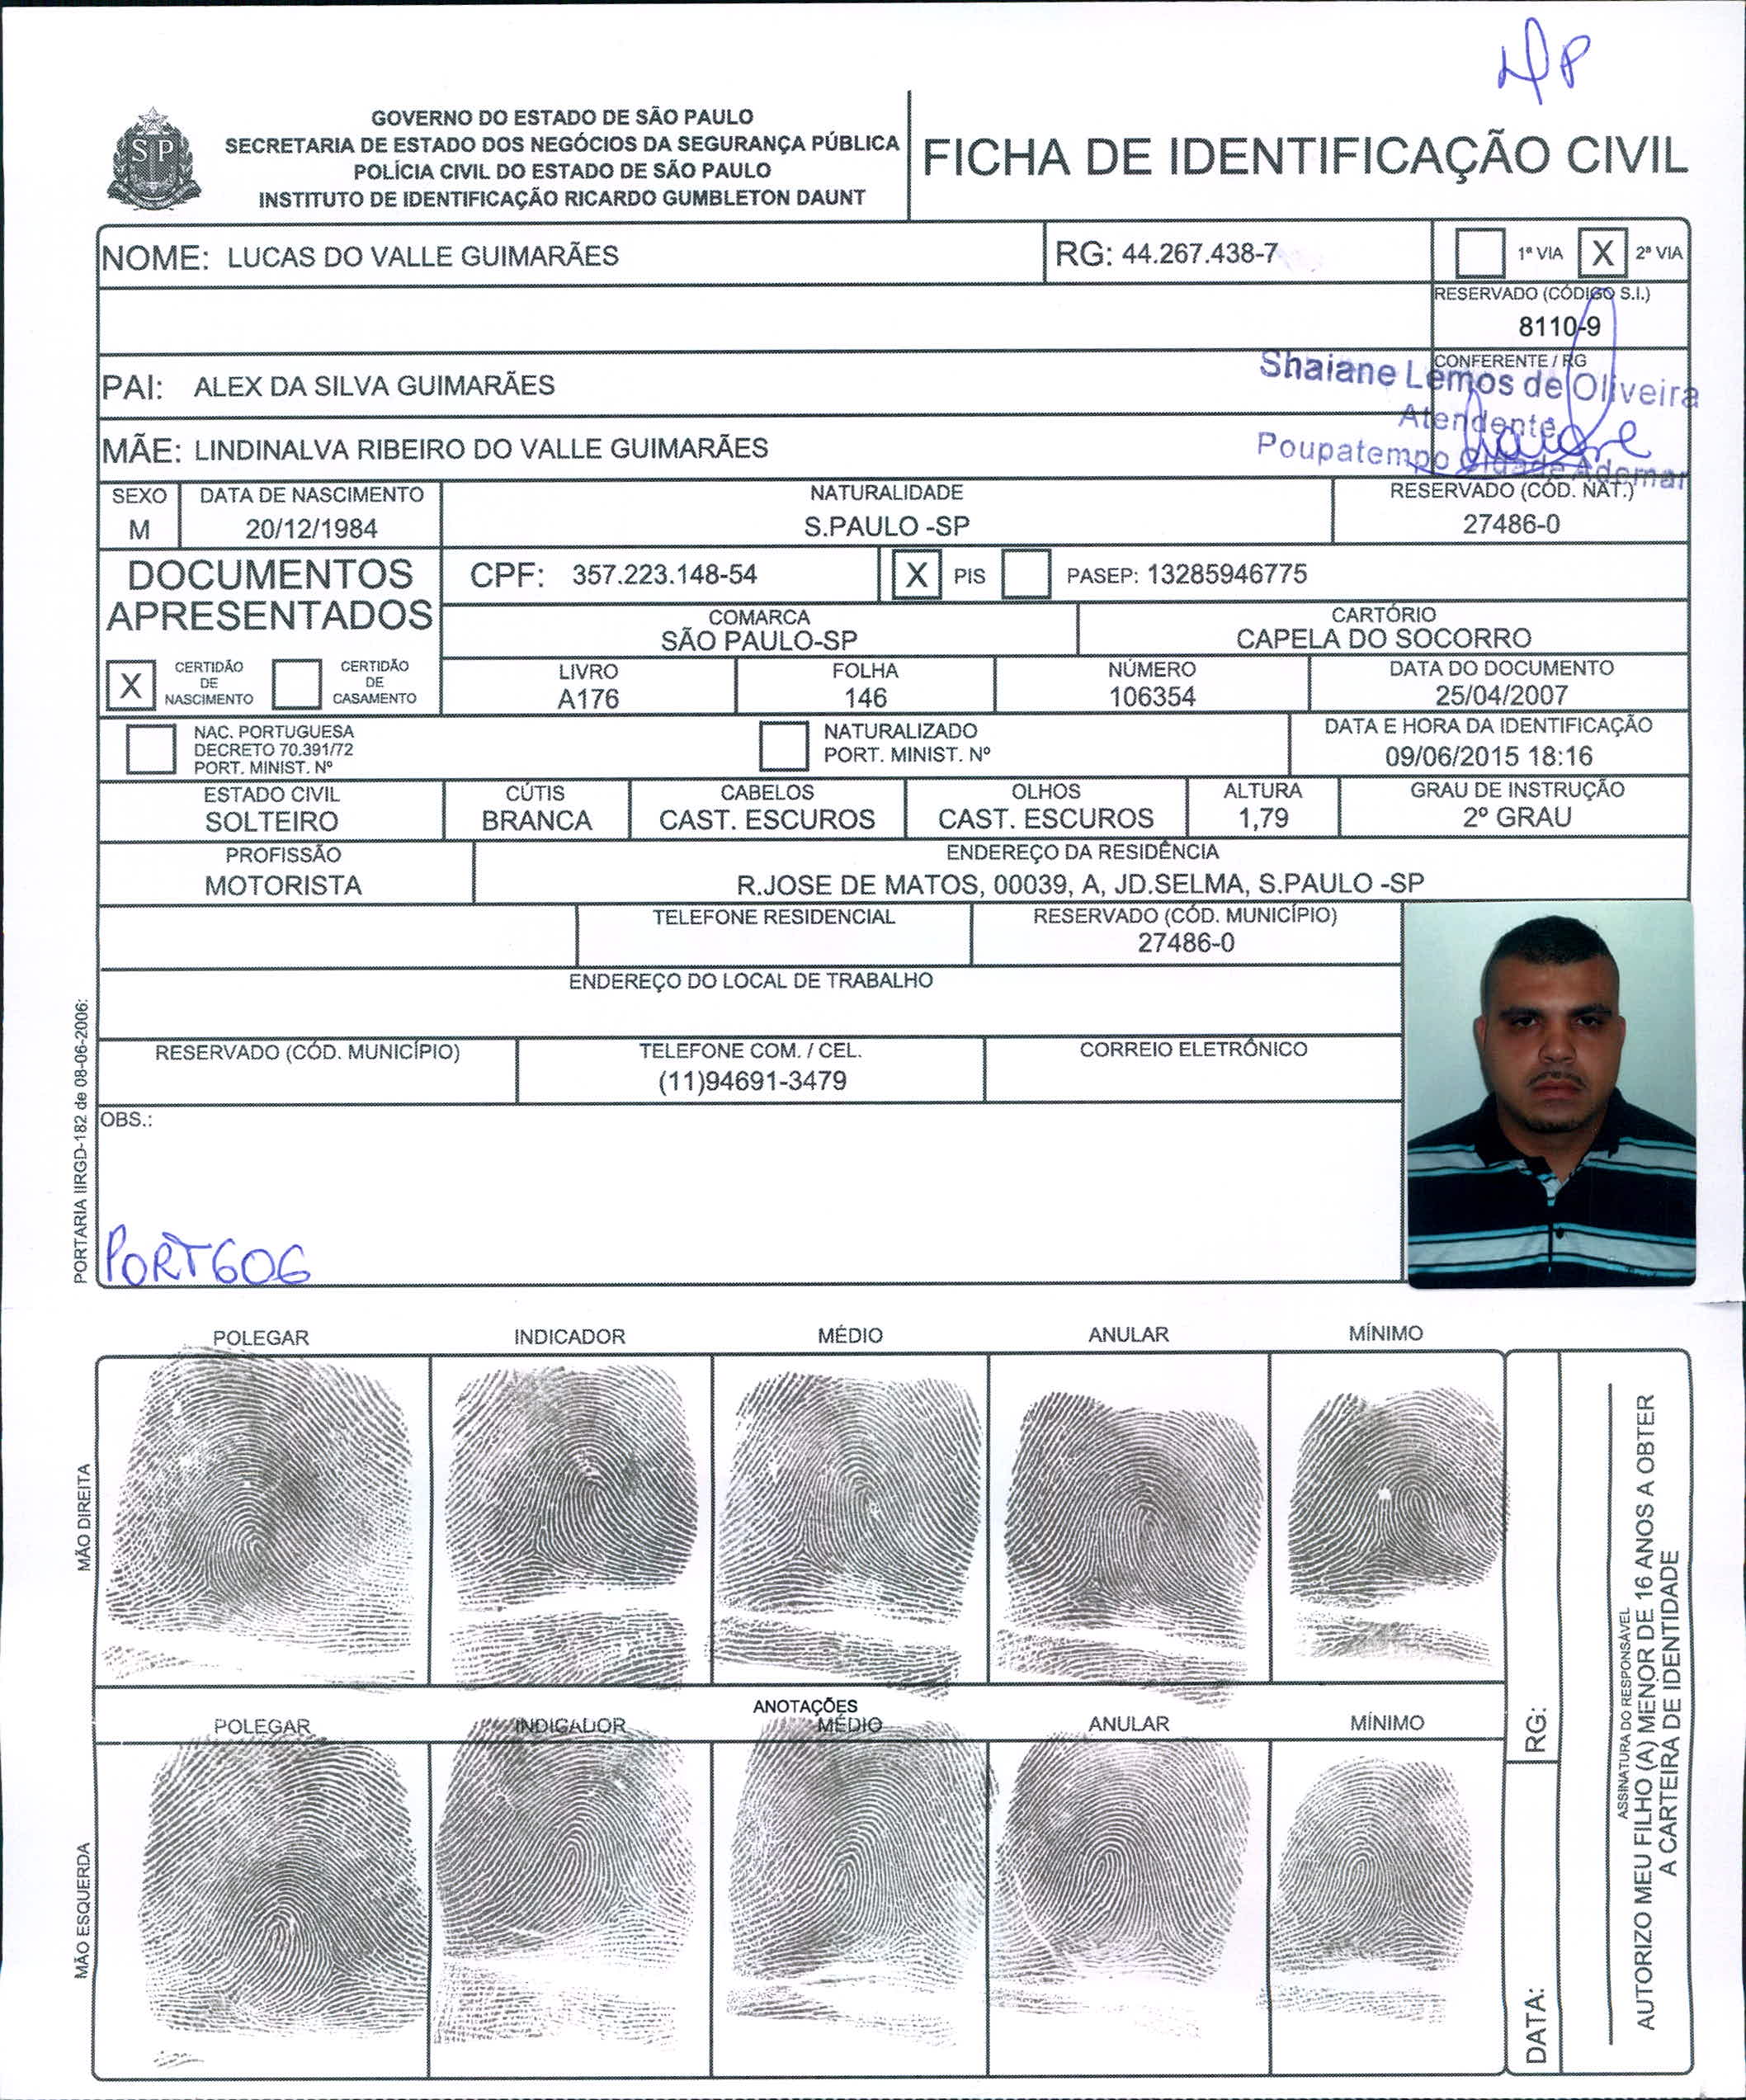 GOVERNO DO ESTADO DE SÃO PAULO
SECRETARIA DE ESTADO DOS NEGÓCIOS DA SEGURANÇA PÚBLICA
POLÍCIA CIVIL DO ESTADO DE SÃO PAULO
INSTITUTO DE IDENTIFICAÇÃO RICARDO GUMBLETON DAUNT
SP
FICHA DE IDENTIFICAÇÃO CIVIL
NOME: LUCAS DO VALLE GUIMARÃES
RG: 44.267.438-7
1ª VIA X 2ª VIA
RESERVADO (CÓDIGO S.I.)
8110-9
CONFERENTE / RG
Shaiane Lemos de Oliveira
Atendente
Poupatempo Cidade Ademar
PAI: ALEX DA SILVA GUIMARÃES
MÃE: LINDINALVA RIBEIRO DO VALLE GUIMARÃES
SEXO
M
DATA DE NASCIMENTO
20/12/1984
NATURALIDADE
S.PAULO -SP
RESERVADO (CÓD. NAT.)
27486-0
DOCUMENTOS
APRESENTADOS
CPF: 357.223.148-54
X PIS
PASEP: 13285946775
COMARCA
SÃO PAULO-SP
CARTÓRIO
CAPELA DO SOCORRO
X CERTIDÃO
DE
NASCIMENTO
CERTIDÃO
DE
CASAMENTO
LIVRO
A176
FOLHA
146
NÚMERO
106354
DATA DO DOCUMENTO
25/04/2007
NAC. PORTUGUESA
DECRETO 70.391/72
PORT. MINIST. Nº
NATURALIZADO
PORT. MINIST. Nº
DATA E HORA DA IDENTIFICAÇÃO
09/06/2015 18:16
ESTADO CIVIL
SOLTEIRO
CÚTIS
BRANCA
CABELOS
CAST. ESCUROS
OLHOS
CAST. ESCUROS
ALTURA
1,79
GRAU DE INSTRUÇÃO
2º GRAU
PROFISSÃO
MOTORISTA
ENDEREÇO DA RESIDÊNCIA
R.JOSE DE MATOS, 00039, A, JD.SELMA, S.PAULO -SP
TELEFONE RESIDENCIAL
RESERVADO (CÓD. MUNICÍPIO)
27486-0
ENDEREÇO DO LOCAL DE TRABALHO
RESERVADO (CÓD. MUNICÍPIO)
TELEFONE COM. / CEL.
(11)94691-3479
CORREIO ELETRÔNICO
OBS.:
PORT606
PORTARIA IIRGD-182 de 08-06-2006:
POLEGAR INDICADOR MÉDIO ANULAR MÍNIMO
MÃO DIREITA
ANOTAÇÕES
POLEGAR INDICADOR MÉDIO ANULAR MÍNIMO
MÃO ESQUERDA
RG:
DATA:
ASSINATURA DO RESPONSÁVEL
AUTORIZO MEU FILHO (A) MENOR DE 16 ANOS A OBTER
A CARTEIRA DE IDENTIDADE